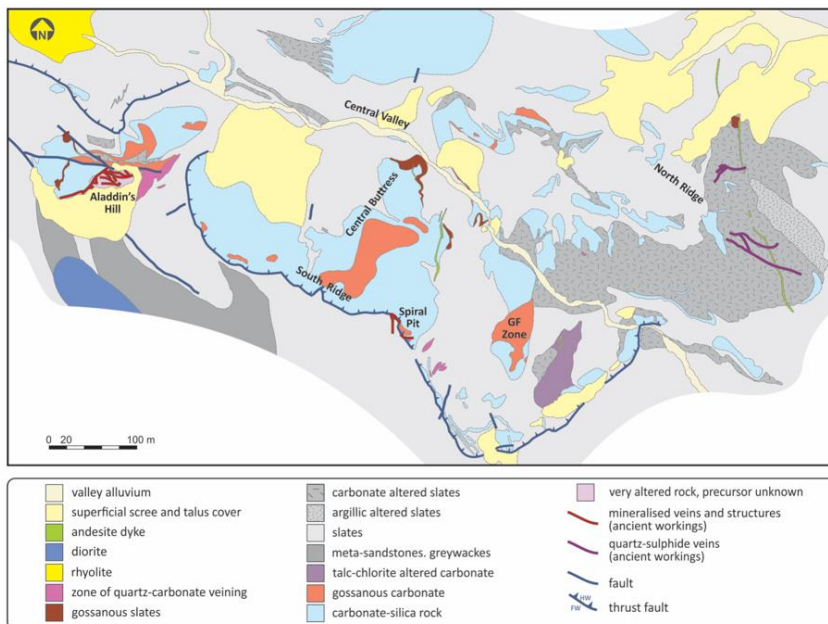 N
Central Valley
North Ridge
Central Buttress
Aladdin's
Hill
South Ridge
Spiral
Pit
GF
Zone
0 20 100 m
valley alluvium
superficial scree and talus cover
andesite dyke
diorite
rhyolite
zone of quartz-carbonate veining
gossanous slates
carbonate altered slates
argillic altered slates
slates
meta-sandstones. greywackes
talc-chlorite altered carbonate
gossanous carbonate
carbonate-silica rock
very altered rock, precursor unknown
mineralised veins and structures
(ancient workings)
quartz-sulphide veins
(ancient workings)
fault
HW
FW
thrust fault